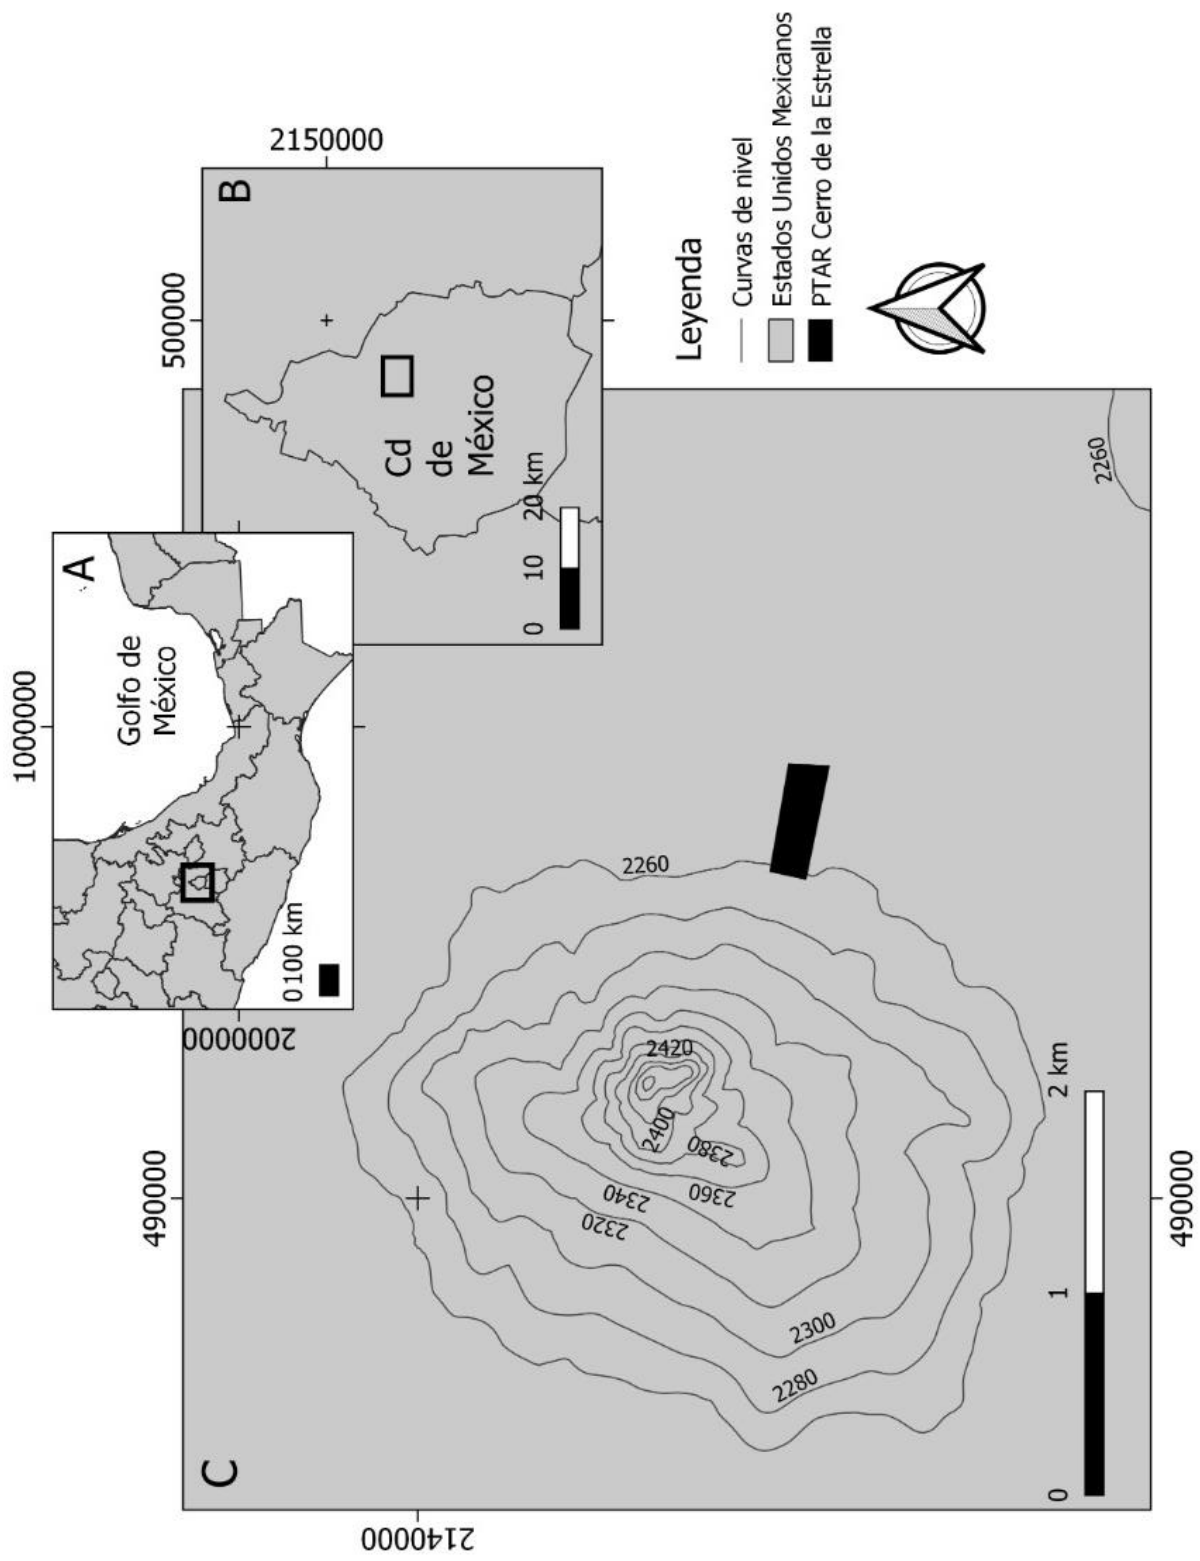 1000000
A
Golfo de
México
0 100 km
2000000
500000
2150000
B
Cd
de
México
0 10 20 km
Leyenda
Curvas de nivel
Estados Unidos Mexicanos
PTAR Cerro de la Estrella
C
490000
2140000
2260
2420
2400
2380
2360
2340
2320
2300
2280
2260
0 1 2 km
490000